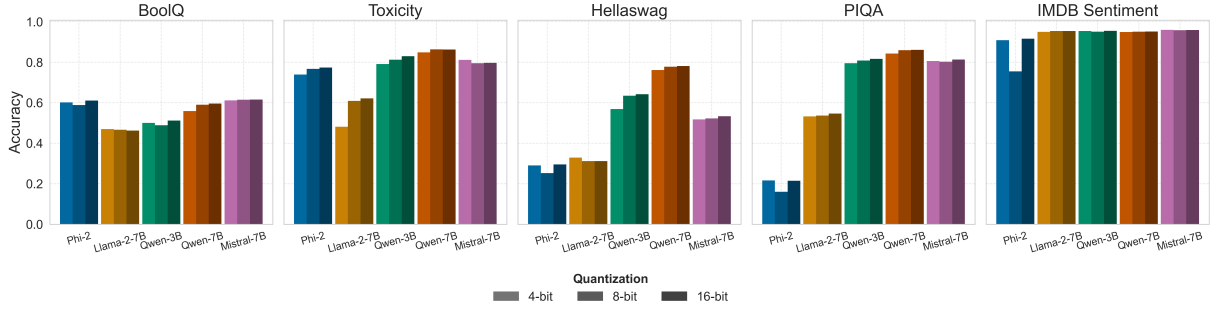 BoolQ Toxicity Hellaswag PIQA IMDB Sentiment
Accuracy
1.0
0.8
0.6
0.4
0.2
0.0
Phi-2 Llama-2-7B Qwen-3B Qwen-7B Mistral-7B Phi-2 Llama-2-7B Qwen-3B Qwen-7B Mistral-7B Phi-2 Llama-2-7B Qwen-3B Qwen-7B Mistral-7B Phi-2 Llama-2-7B Qwen-3B Qwen-7B Mistral-7B Phi-2 Llama-2-7B Qwen-3B Qwen-7B Mistral-7B
Quantization
4-bit 8-bit 16-bit